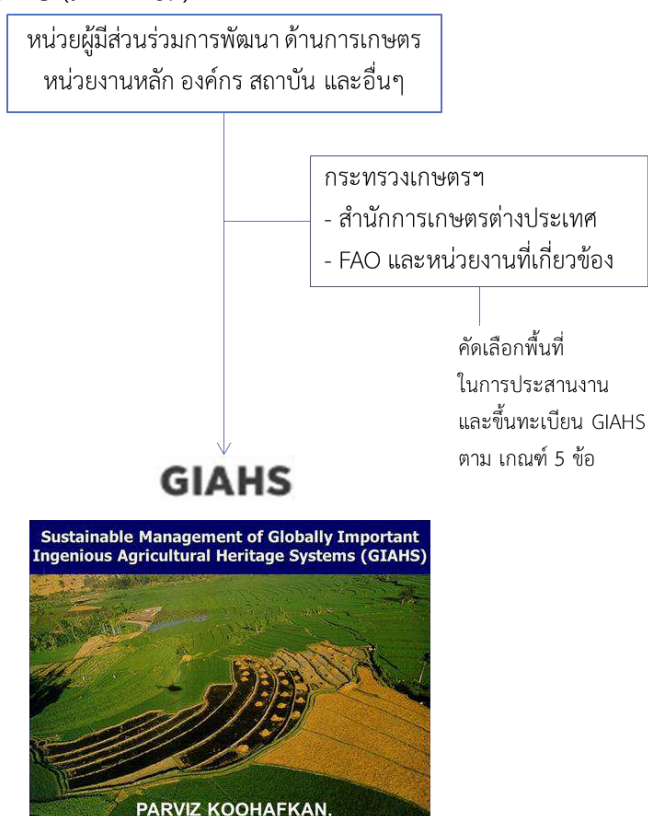 หน่วยผู้มีส่วนร่วมการพัฒนา ด้านการเกษตร
หน่วยงานหลัก องค์กร สถาบัน และอื่นๆ
กระทรวงเกษตรฯ
- สำนักการเกษตรต่างประเทศ
- FAO และหน่วยงานที่เกี่ยวข้อง
คัดเลือกพื้นที่
ในการประสานงาน
และขึ้นทะเบียน GIAHS
ตาม เกณฑ์ 5 ข้อ
GIAHS
Sustainable Management of Globally Important
Ingenious Agricultural Heritage Systems (GIAHS)
PARVIZ KOOHAFKAN.